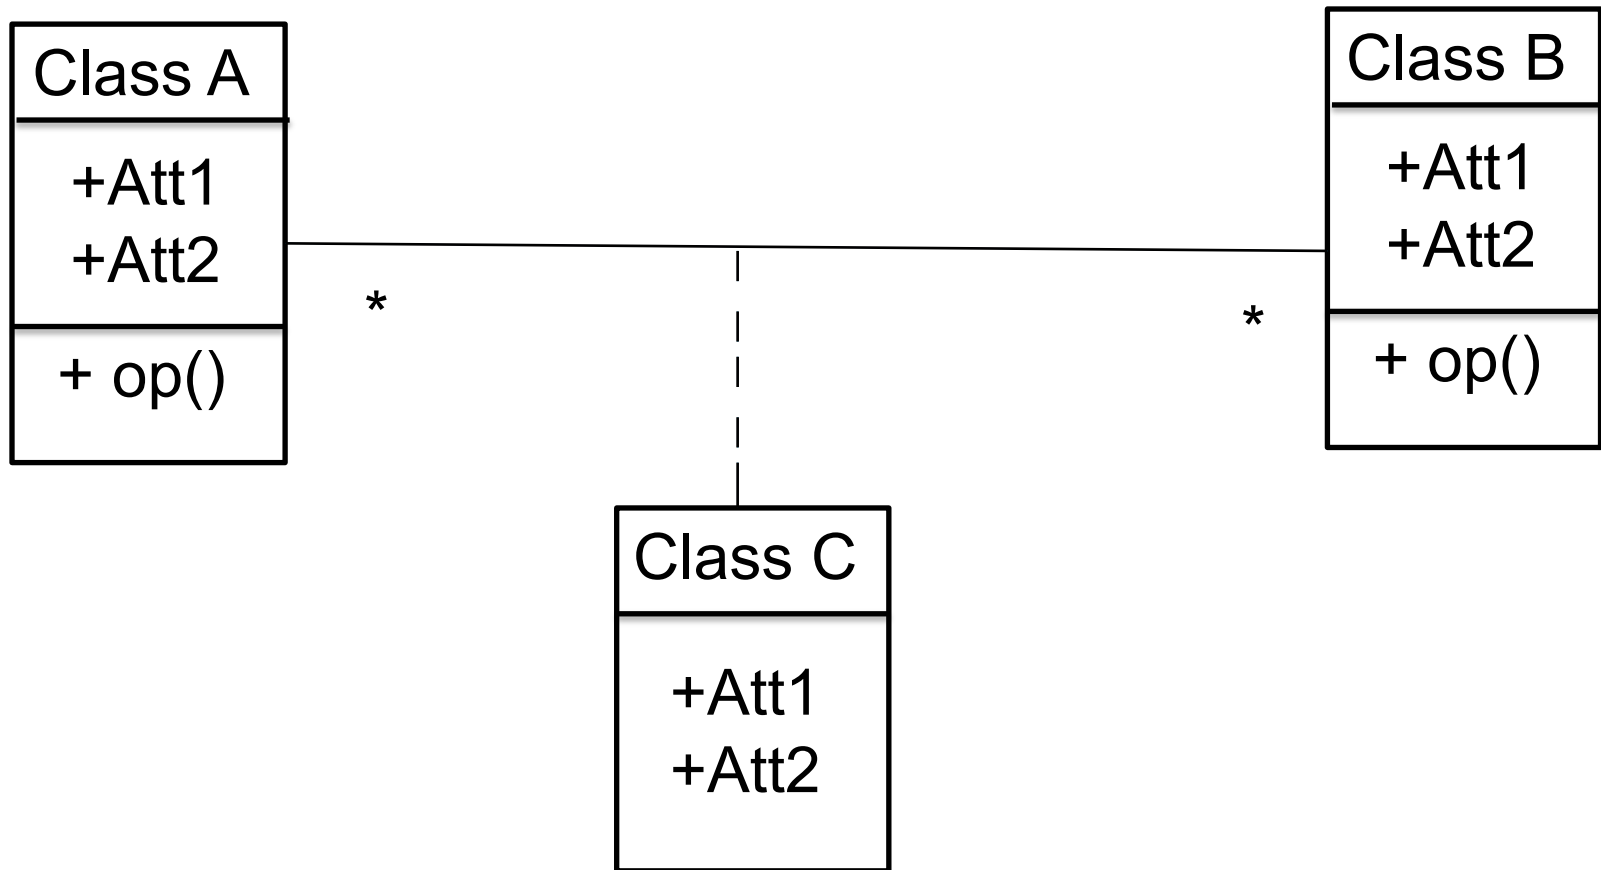 Class A
+Att1
+Att2
+ op()
*
*
Class B
+Att1
+Att2
+ op()
Class C
+Att1
+Att2